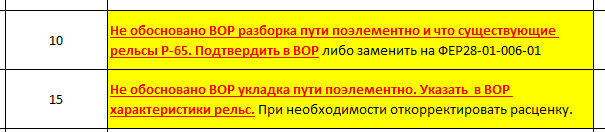 10
Не обосновано ВОР разборка пути поэлементно и что существующие
рельсы Р-65. Подтвердить в ВОР либо заменить на ФЕР28-01-006-01
15
Не обосновано ВОР укладка пути поэлементно. Указать в ВОР
характеристики рельс. При необходимости откорректировать расценку.